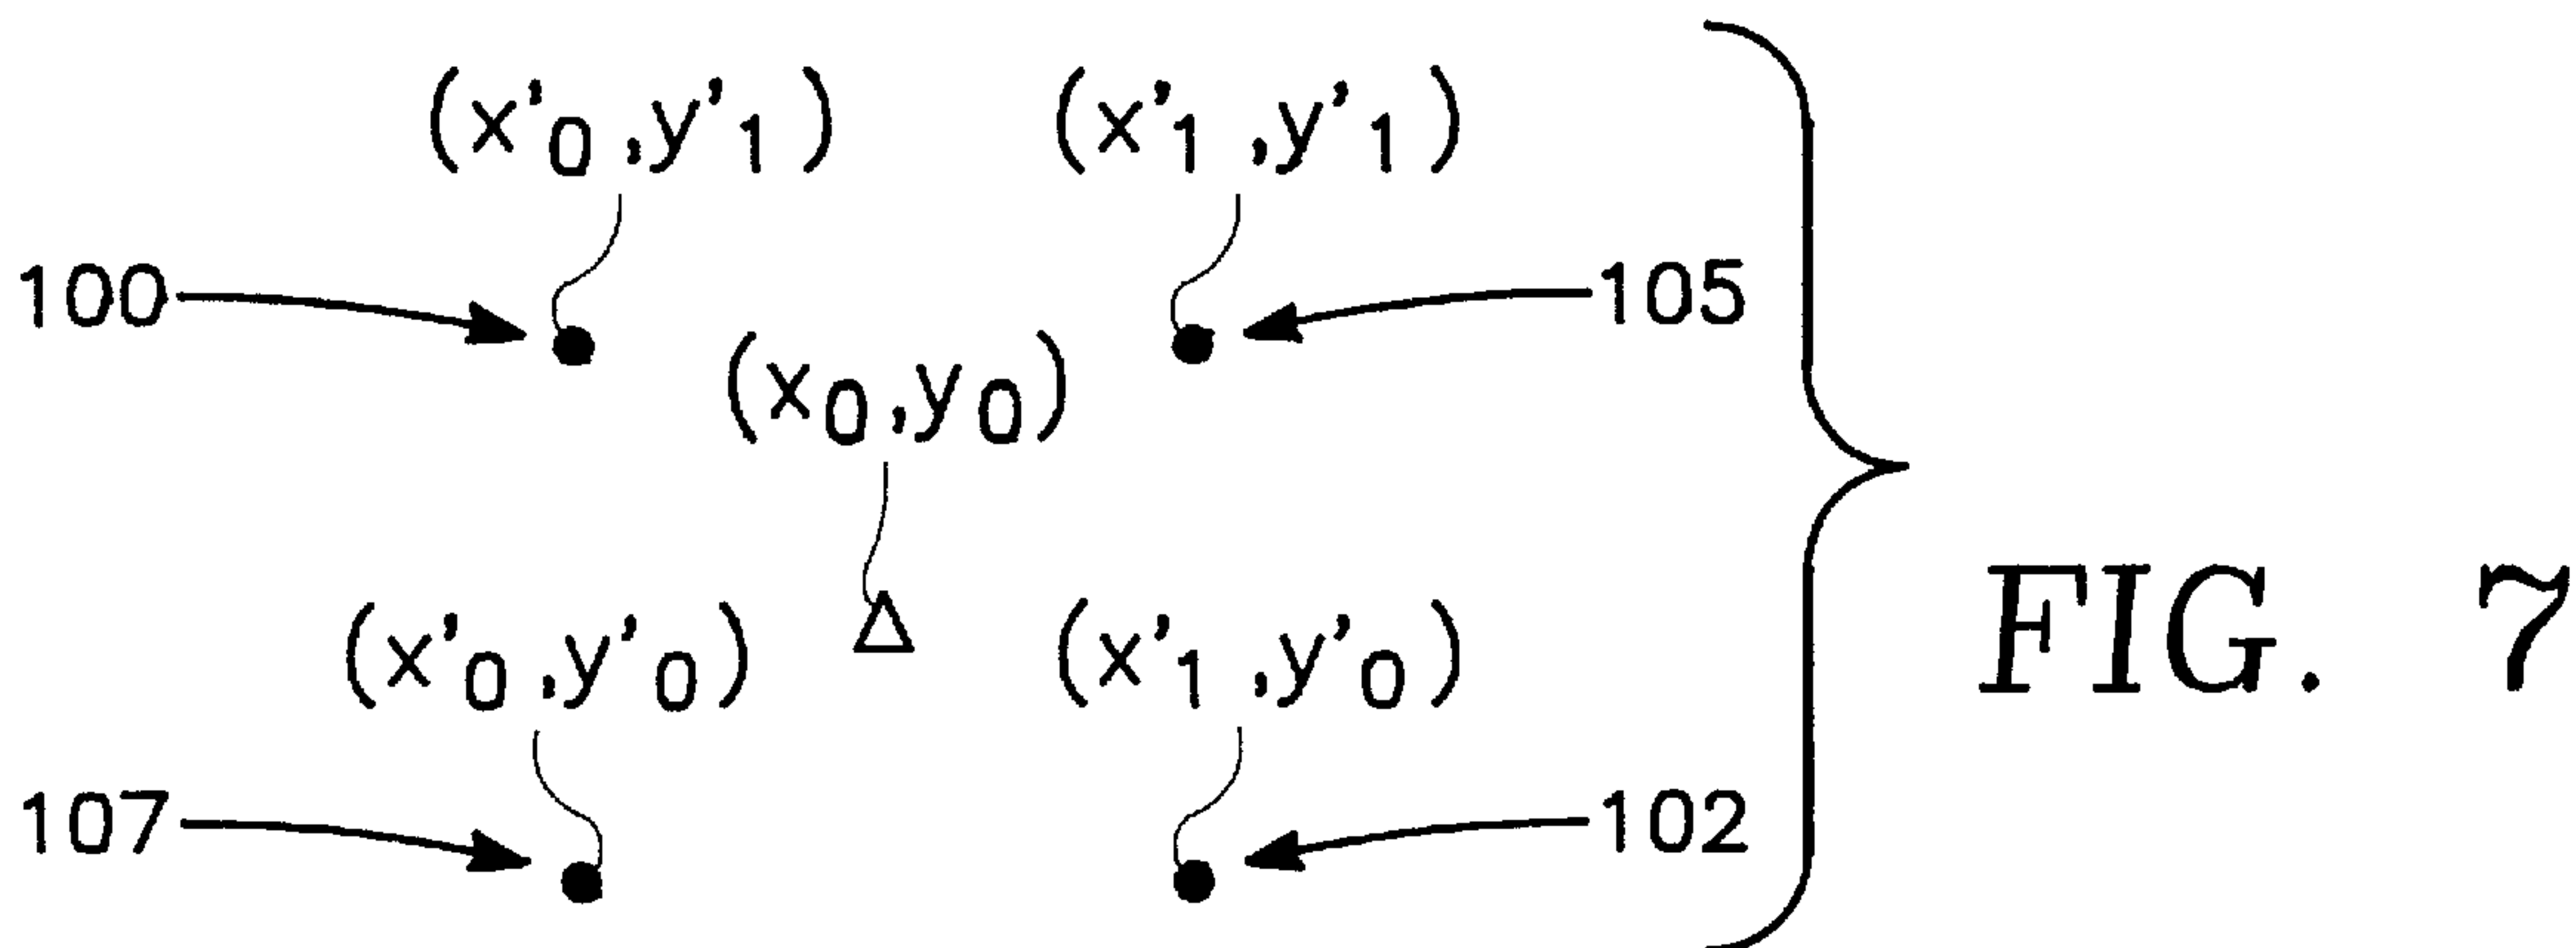 (x'0 ,y'1 )
(x'1 ,y'1 )
100
105
(x0 ,y0 )
(x'0 ,y'0 )
(x'1 ,y'0 )
107
102
FIG. 7